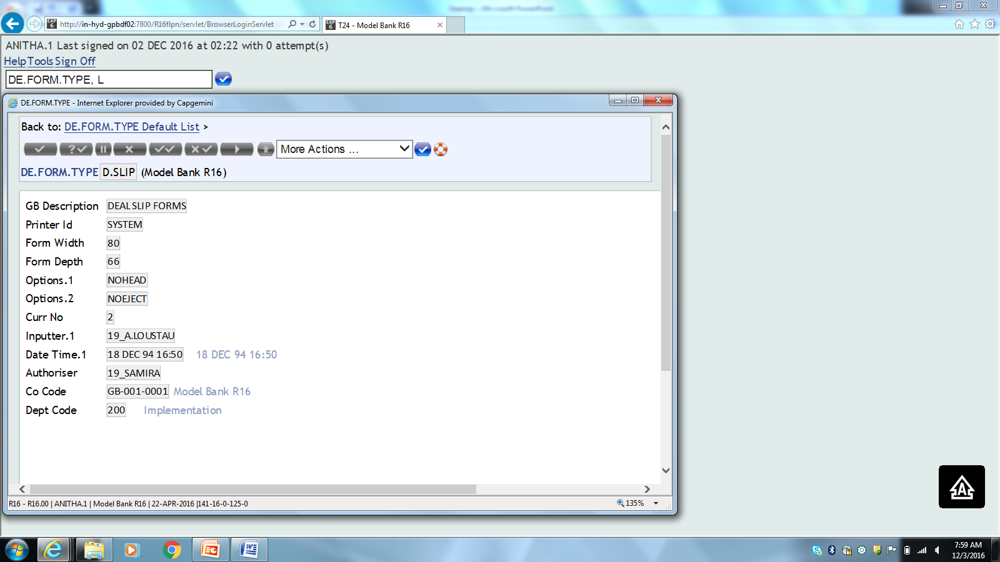 http://in-hyd-gpbdf02:7800/R16flpn/servlet/BrowserLoginServlet
T24 - Model Bank R16
ANITHA.1 Last signed on 02 DEC 2016 at 02:22 with 0 attempt(s)
Help Tools Sign Off
DE.FORM.TYPE, L
DE.FORM.TYPE - Internet Explorer provided by Capgemini
Back to: DE.FORM.TYPE Default List >
More Actions ...
DE.FORM.TYPE D.SLIP (Model Bank R16)
GB Description DEAL SLIP FORMS
Printer Id SYSTEM
Form Width 80
Form Depth 66
Options.1 NOHEAD
Options.2 NOEJECT
Curr No 2
Inputter.1 19_A.LOUSTAU
Date Time.1 18 DEC 94 16:50 18 DEC 94 16:50
Authoriser 19_SAMIRA
Co Code GB-001-0001 Model Bank R16
Dept Code 200 Implementation
R16 - R16.00 | ANITHA.1 | Model Bank R16 | 22-APR-2016 |141-16-0-125-0
135%
7:59 AM
12/3/2016